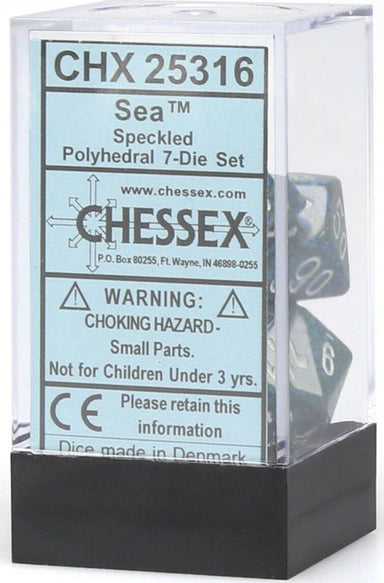 CHX 25316
Sea™
Speckled
Polyhedral 7-Die Set
www.chessex.com
CHESSEX®
P.O. Box 80255, Ft. Wayne, IN 46898-0255
WARNING:
CHOKING HAZARD-
Small Parts.
Not for Children Under 3 yrs.
CE Please retain this
information
Dice made in Denmark
90
6